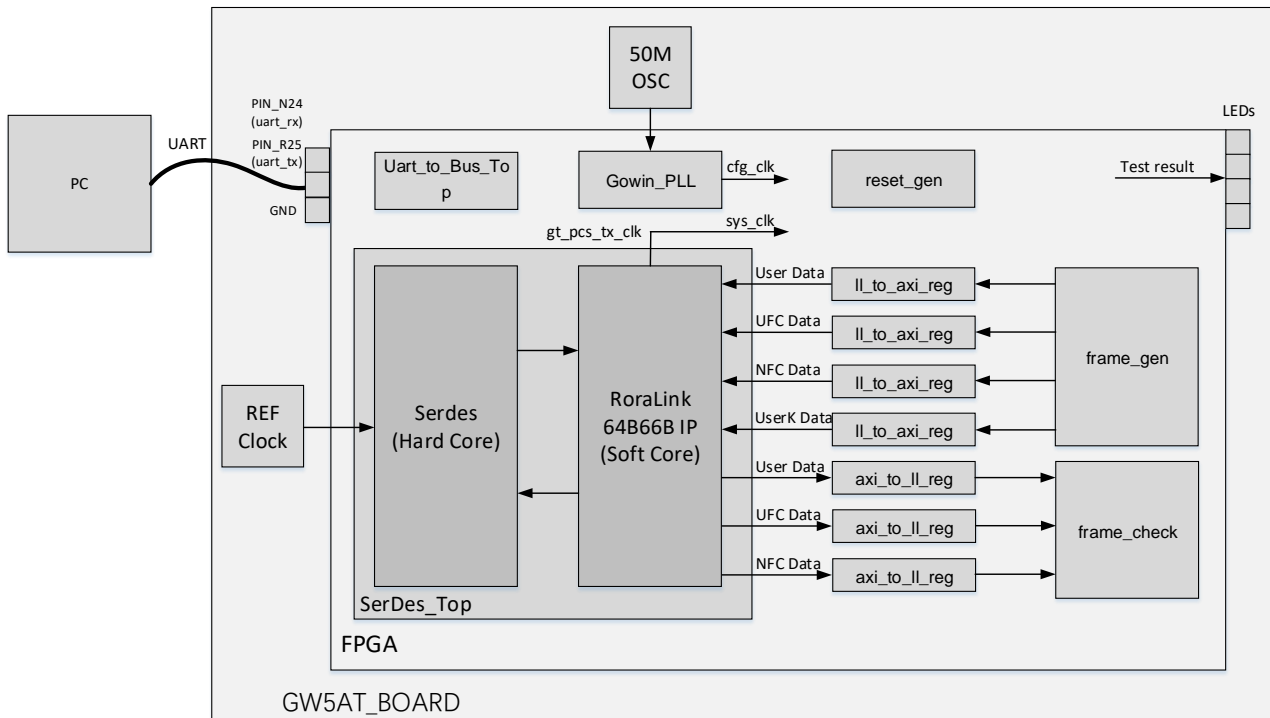 50M
OSC
PIN_N24
(uart_rx)
PIN_R25
(uart_tx)
GND
UART
PC
LEDs
Uart_to_Bus_To
p
Gowin_PLL
cfg_clk
reset_gen
Test result
gt_pcs_tx_clk
sys_clk
REF
Clock
Serdes
(Hard Core)
RoraLink
64B66B IP
(Soft Core)
User Data
ll_to_axi_reg
UFC Data
ll_to_axi_reg
NFC Data
ll_to_axi_reg
UserK Data
ll_to_axi_reg
frame_gen
User Data
axi_to_ll_reg
UFC Data
axi_to_ll_reg
NFC Data
axi_to_ll_reg
frame_check
SerDes_Top
FPGA
GW5AT_BOARD